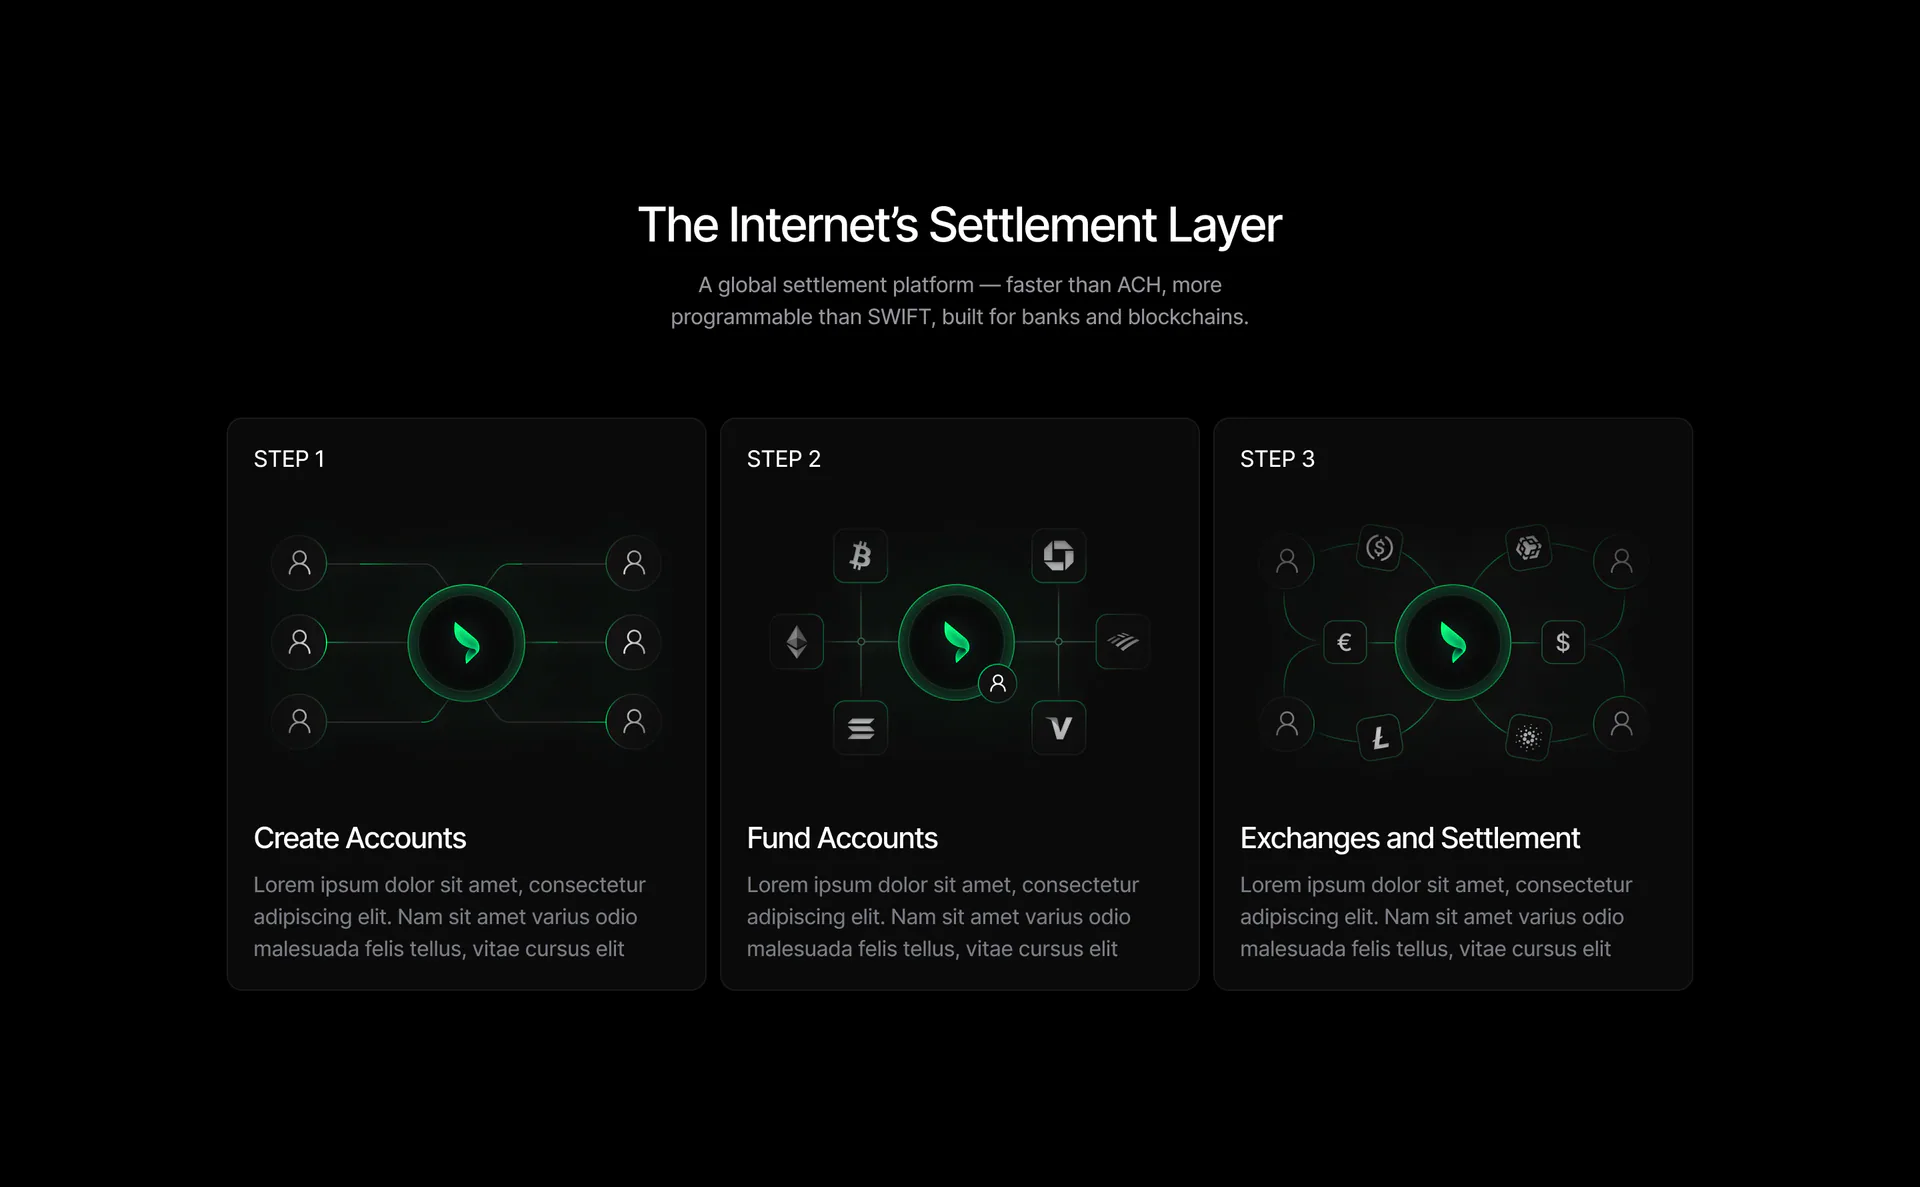 The Internet’s Settlement Layer
A global settlement platform — faster than ACH, more
programmable than SWIFT, built for banks and blockchains.
STEP 1
Create Accounts
Lorem ipsum dolor sit amet, consectetur
adipiscing elit. Nam sit amet varius odio
malesuada felis tellus, vitae cursus elit
STEP 2
Fund Accounts
Lorem ipsum dolor sit amet, consectetur
adipiscing elit. Nam sit amet varius odio
malesuada felis tellus, vitae cursus elit
STEP 3
€
$
Exchanges and Settlement
Lorem ipsum dolor sit amet, consectetur
adipiscing elit. Nam sit amet varius odio
malesuada felis tellus, vitae cursus elit